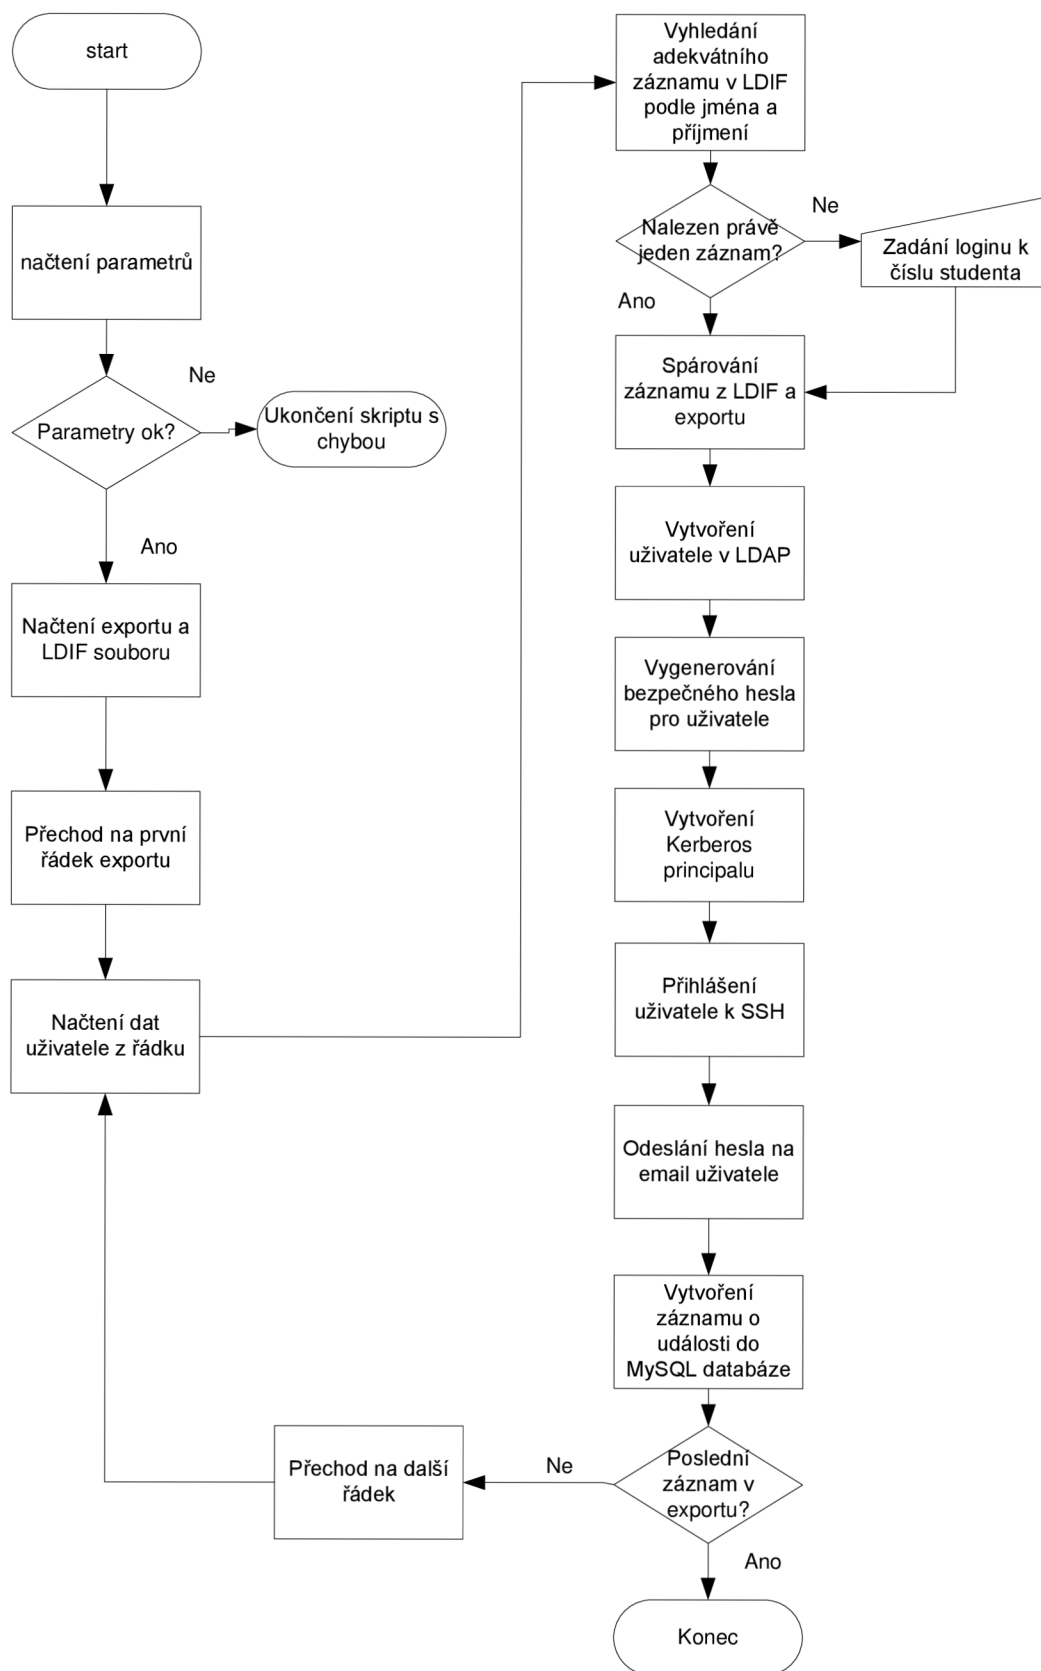 start
načtení parametrů
Parametry ok?
Ne
Ukončení skriptu s
chybou
Ano
Načtení exportu a
LDIF souboru
Přechod na první
řádek exportu
Načtení dat
uživatele z řádku
Vyhledání
adekvátního
záznamu v LDIF
podle jména a
příjmení
Nalezen právě
jeden záznam?
Ne
Zadání loginu k
číslu studenta
Ano
Spárování
záznamu z LDIF a
exportu
Vytvoření
uživatele v LDAP
Vygenerování
bezpečného hesla
pro uživatele
Vytvoření
Kerberos
principalu
Přihlášení
uživatele k SSH
Odeslání hesla na
email uživatele
Vytvoření
záznamu o
události do
MySQL databáze
Poslední
záznam v
exportu?
Ne
Přechod na další
řádek
Ano
Konec